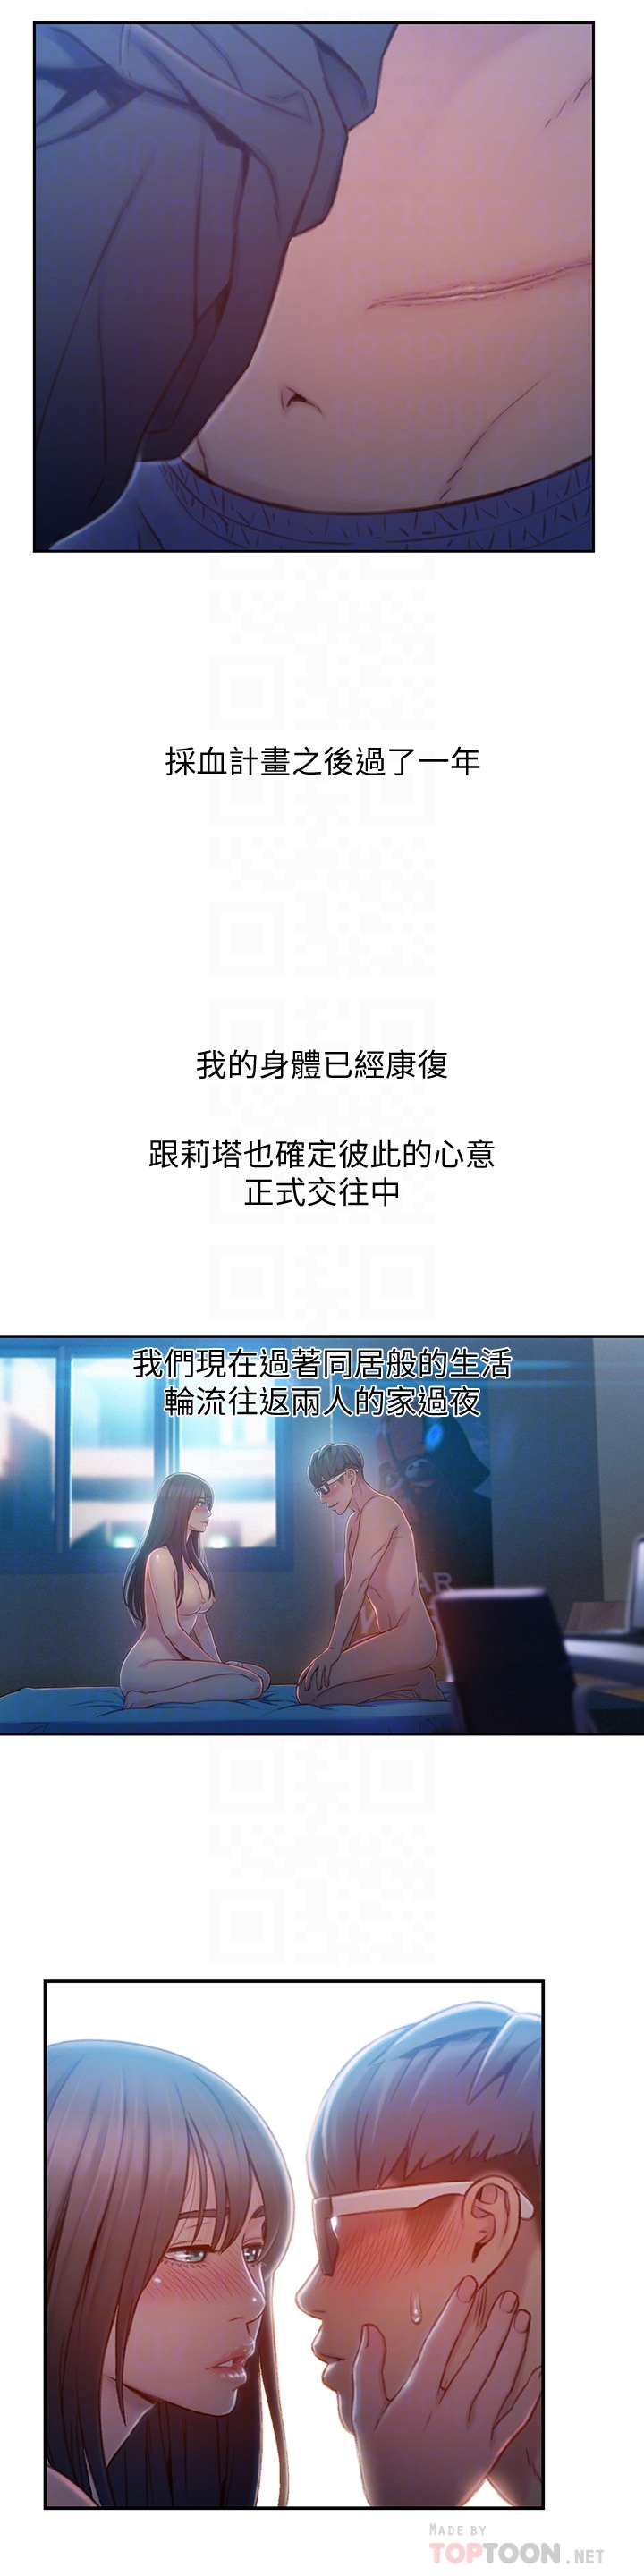 採血計畫之後過了一年
我的身體已經康復
跟莉塔也確定彼此的心意
正式交往中
我們現在過著同居般的生活
輪流往返兩人的家過夜
MADE BY
TOPTOON.NET